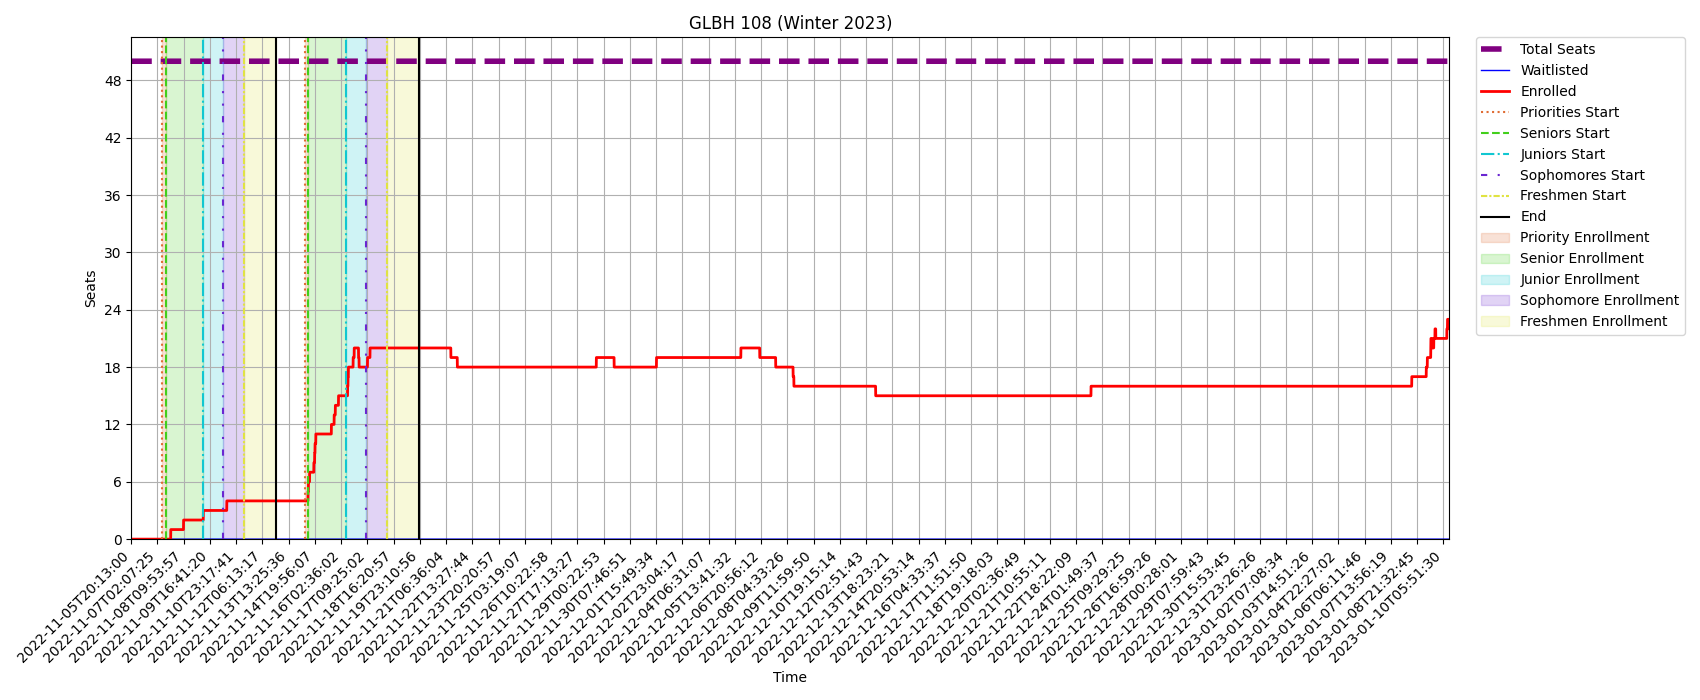 GLBH 108 (Winter 2023)
Total Seats
Waitlisted
Enrolled
Priorities Start
Seniors Start
Juniors Start
Sophomores Start
Freshmen Start
End
Priority Enrollment
Senior Enrollment
Junior Enrollment
Sophomore Enrollment
Freshmen Enrollment
Seats
48
42
36
30
24
18
12
6
0
2022-11-05T20:13:00
2022-11-07T02:07:25
2022-11-08T09:53:57
2022-11-09T16:41:20
2022-11-10T23:17:41
2022-11-12T06:13:17
2022-11-13T13:25:36
2022-11-14T19:56:07
2022-11-16T02:36:02
2022-11-17T09:25:02
2022-11-18T16:20:57
2022-11-19T23:10:56
2022-11-21T06:36:04
2022-11-22T13:27:44
2022-11-23T20:20:57
2022-11-25T03:19:07
2022-11-26T10:22:58
2022-11-27T17:13:27
2022-11-29T00:22:53
2022-11-30T07:46:51
2022-12-01T15:49:34
2022-12-02T23:04:17
2022-12-04T06:31:07
2022-12-05T13:41:32
2022-12-06T20:56:12
2022-12-08T04:33:26
2022-12-09T11:59:50
2022-12-10T19:15:14
2022-12-12T02:51:43
2022-12-13T18:23:21
2022-12-14T20:53:14
2022-12-16T04:33:37
2022-12-17T11:51:50
2022-12-18T19:18:03
2022-12-20T02:36:49
2022-12-21T10:55:11
2022-12-22T18:22:09
2022-12-24T01:49:37
2022-12-25T09:29:25
2022-12-26T16:59:26
2022-12-28T00:28:01
2022-12-29T07:59:43
2022-12-30T15:53:45
2022-12-31T23:26:26
2023-01-02T07:08:34
2023-01-03T14:51:26
2023-01-04T22:27:02
2023-01-06T06:11:46
2023-01-07T13:56:19
2023-01-08T21:32:45
2023-01-10T05:51:30
Time